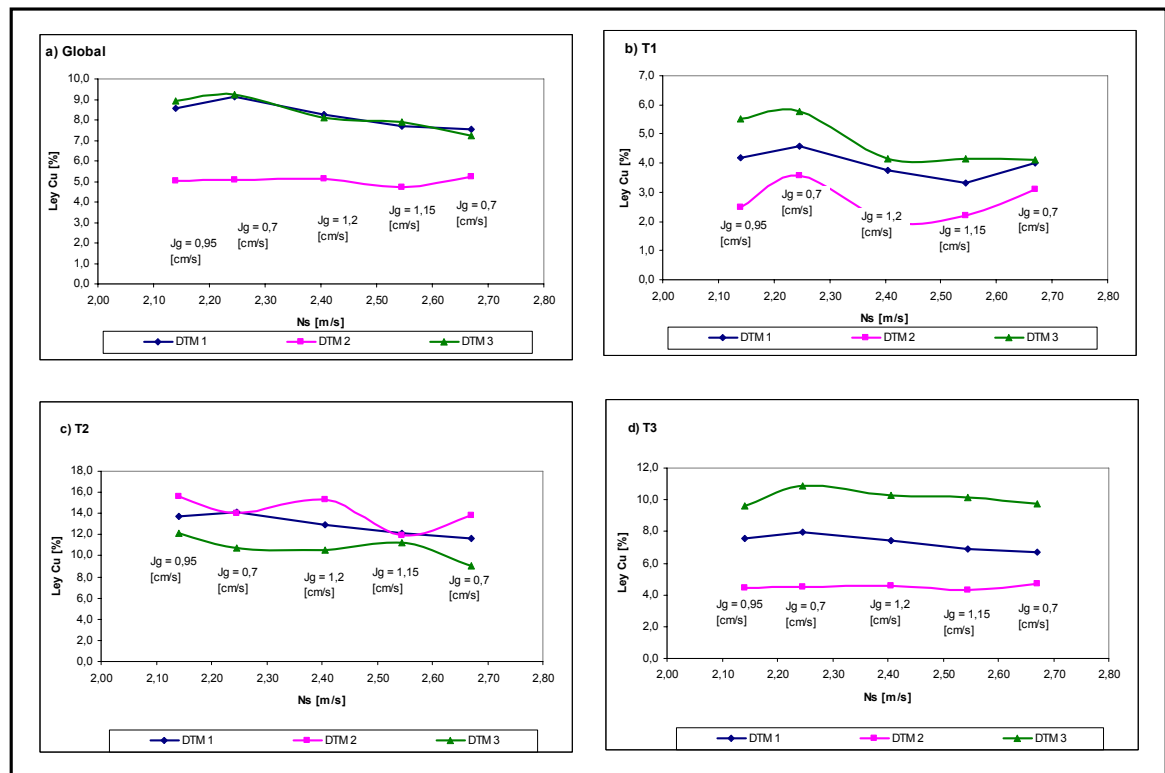 a) Global
10,0
9,0
8,0
7,0
6,0
5,0
4,0
3,0
2,0
1,0
0,0
Ley Cu [%]
Jg = 0,95
[cm/s]
Jg = 0,7
[cm/s]
Jg = 1,2
[cm/s]
Jg = 1,15
[cm/s]
Jg = 0,7
[cm/s]
2,00 2,10 2,20 2,30 2,40 2,50 2,60 2,70 2,80
Ns [m/s]
DTM 1 DTM 2 DTM 3
b) T1
7,0
6,0
5,0
4,0
3,0
2,0
1,0
0,0
Ley Cu [%]
Jg = 0,95
[cm/s]
Jg = 0,7
[cm/s]
Jg = 1,2
[cm/s]
Jg = 1,15
[cm/s]
Jg = 0,7
[cm/s]
2,00 2,10 2,20 2,30 2,40 2,50 2,60 2,70 2,80
Ns [m/s]
DTM 1 DTM 2 DTM 3
c) T2
18,0
16,0
14,0
12,0
10,0
8,0
6,0
4,0
2,0
0,0
Ley Cu [%]
Jg = 0,95
[cm/s]
Jg = 0,7
[cm/s]
Jg = 1,2
[cm/s]
Jg = 1,15
[cm/s]
Jg = 0,7
[cm/s]
2,00 2,10 2,20 2,30 2,40 2,50 2,60 2,70 2,80
Ns [m/s]
DTM 1 DTM 2 DTM 3
d) T3
12,0
10,0
8,0
6,0
4,0
2,0
0,0
Ley Cu [%]
Jg = 0,95
[cm/s]
Jg = 0,7
[cm/s]
Jg = 1,2
[cm/s]
Jg = 1,15
[cm/s]
Jg = 0,7
[cm/s]
2,00 2,10 2,20 2,30 2,40 2,50 2,60 2,70 2,80
Ns [m/s]
DTM 1 DTM 2 DTM 3